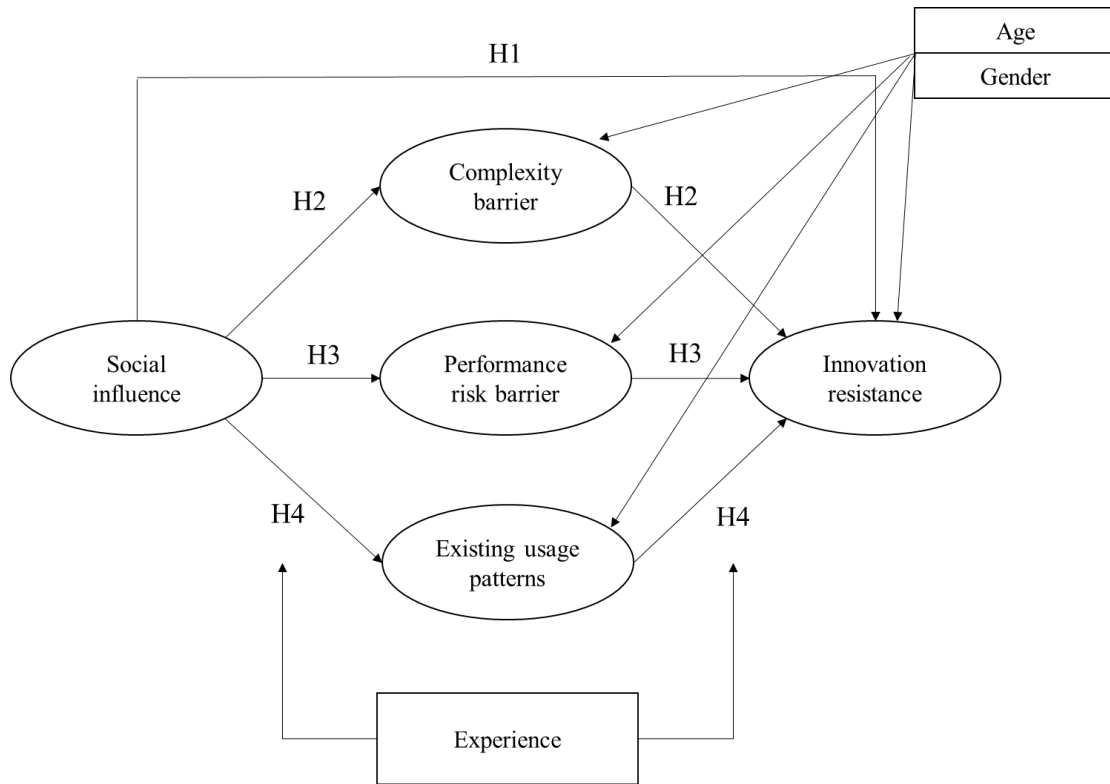 Age
H1
Gender
Complexity
barrier
H2
H2
Social
influence
H3
Performance
risk barrier
H3
Innovation
resistance
H4
H4
Existing usage
patterns
Experience